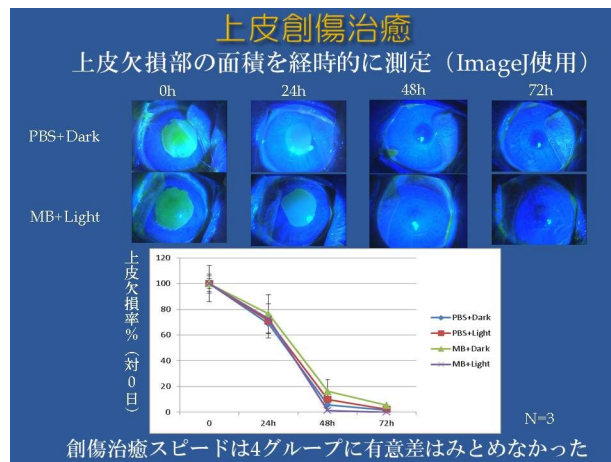 上皮創傷治癒
上皮欠損部の面積を経時的に測定（ImageJ使用）
0h 24h 48h 72h
PBS+Dark
MB+Light
上皮欠損率%（対0日）
120
100
80
60
40
20
0
0 24h 48h 72h
PBS+Dark
PBS+Light
MB+Dark
MB+Light
N=3
創傷治癒スピードは4グループに有意差はみとめなかった